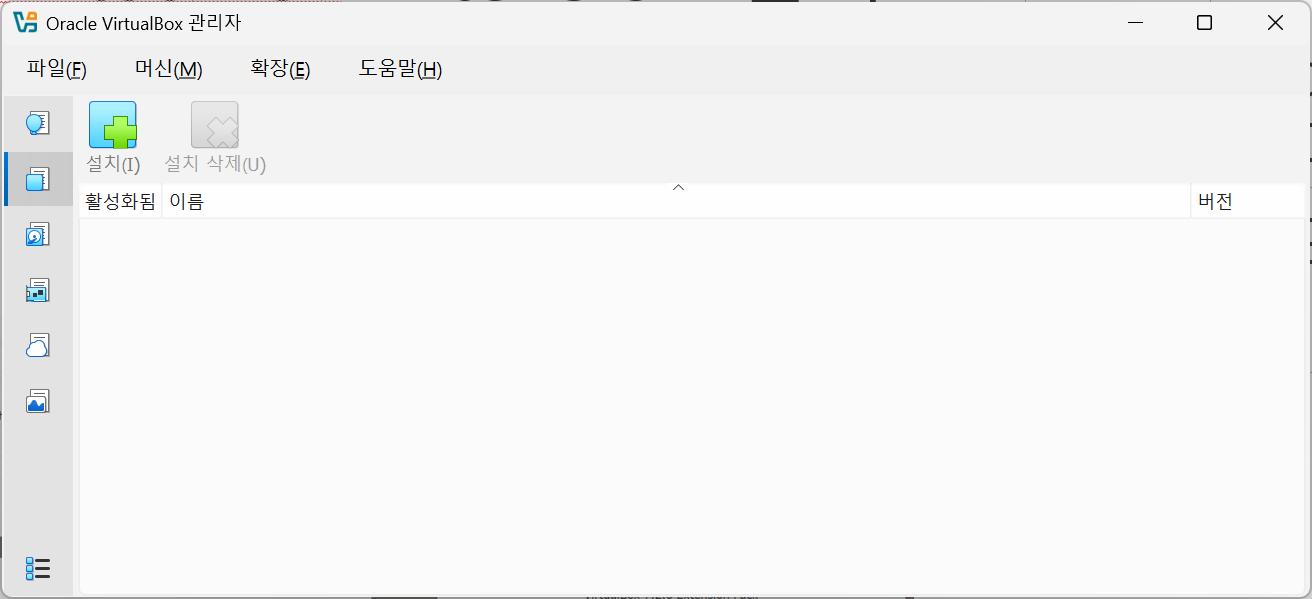 Oracle VirtualBox 관리자
파일(F) 머신(M) 확장(E) 도움말(H)
설치(I) 설치 삭제(U)
활성화됨 이름 버전